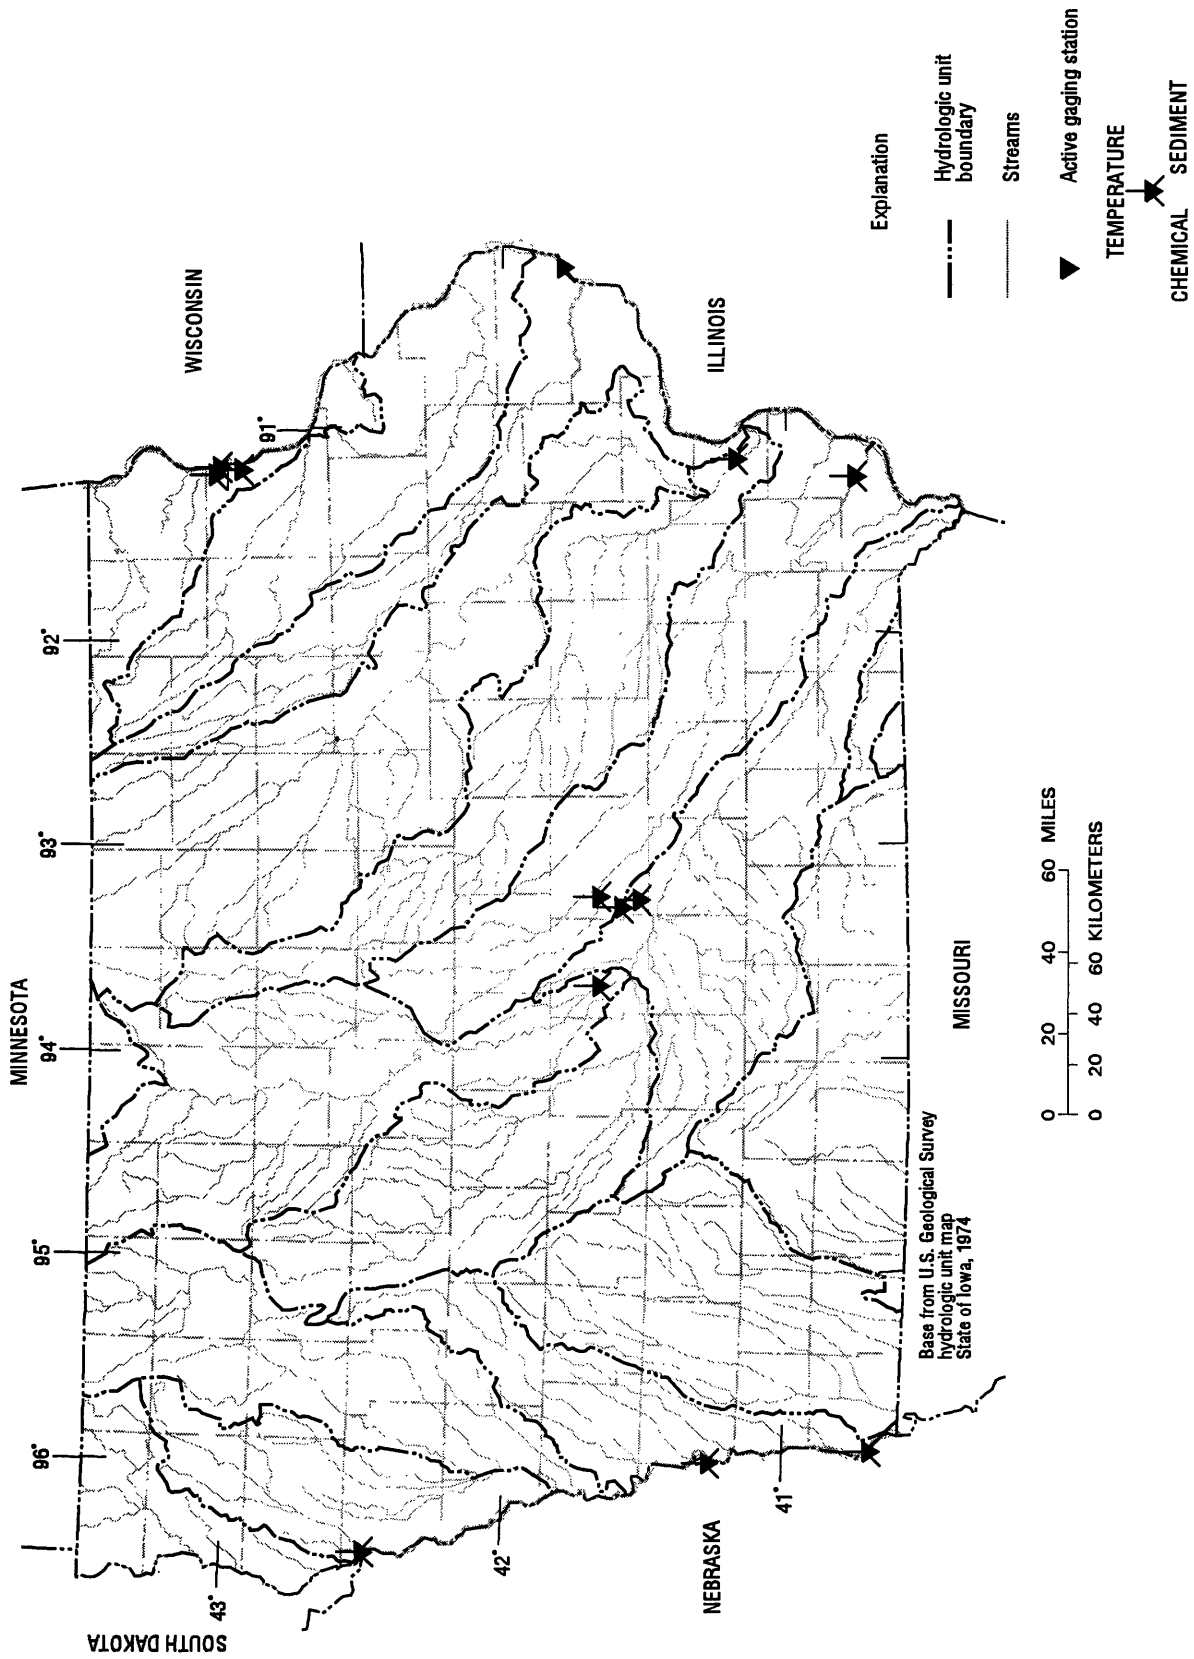 MINNESOTA
WISCONSIN
SOUTH DAKOTA
NEBRASKA
ILLINOIS
MISSOURI
96°
95°
94°
93°
92°
91°
43°
42°
41°
Base from U.S. Geological Survey
hydrologic unit map
State of Iowa, 1974
0 20 40 60 MILES
0 20 40 60 KILOMETERS
Explanation
Hydrologic unit
boundary
Streams
Active gaging station
TEMPERATURE
CHEMICAL SEDIMENT